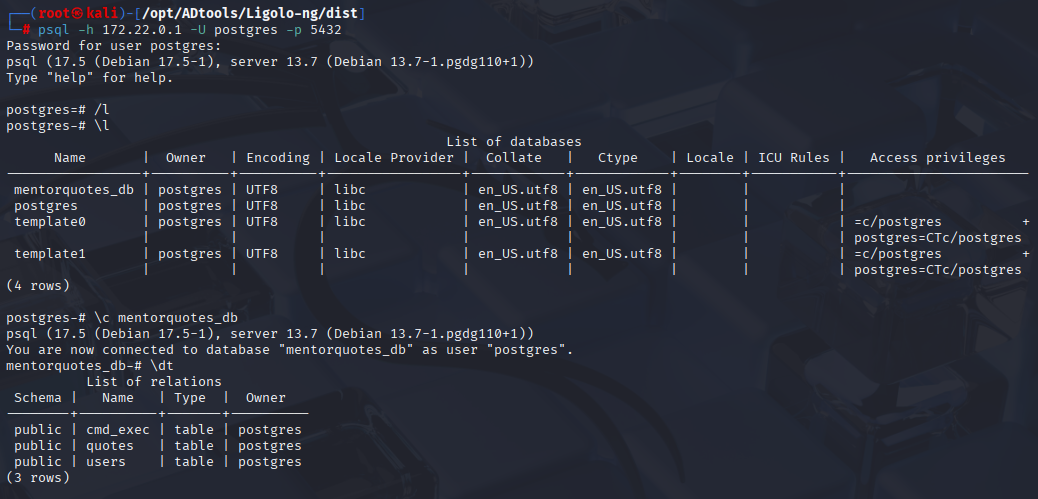 ┌──(root㉿kali)-[/opt/ADtools/Ligolo-ng/dist]
└─# psql -h 172.22.0.1 -U postgres -p 5432
Password for user postgres:
psql (17.5 (Debian 17.5-1), server 13.7 (Debian 13.7-1.pgdg110+1))
Type "help" for help.

postgres=# /l
postgres-# \l
                                                       List of databases
      Name       |  Owner   | Encoding | Locale Provider |  Collate   |   Ctype    | Locale | ICU Rules |   Access privileges
-----------------+----------+----------+-----------------+------------+------------+--------+-----------+-----------------------
 mentorquotes_db | postgres | UTF8     | libc            | en_US.utf8 | en_US.utf8 |        |           |
 postgres        | postgres | UTF8     | libc            | en_US.utf8 | en_US.utf8 |        |           |
 template0       | postgres | UTF8     | libc            | en_US.utf8 | en_US.utf8 |        |           | =c/postgres          +
                 |          |          |                 |            |            |        |           | postgres=CTc/postgres
 template1       | postgres | UTF8     | libc            | en_US.utf8 | en_US.utf8 |        |           | =c/postgres          +
                 |          |          |                 |            |            |        |           | postgres=CTc/postgres
(4 rows)

postgres-# \c mentorquotes_db
psql (17.5 (Debian 17.5-1), server 13.7 (Debian 13.7-1.pgdg110+1))
You are now connected to database "mentorquotes_db" as user "postgres".
mentorquotes_db-# \dt
          List of relations
 Schema |   Name   | Type  |  Owner
--------+----------+-------+----------
 public | cmd_exec | table | postgres
 public | quotes   | table | postgres
 public | users    | table | postgres
(3 rows)